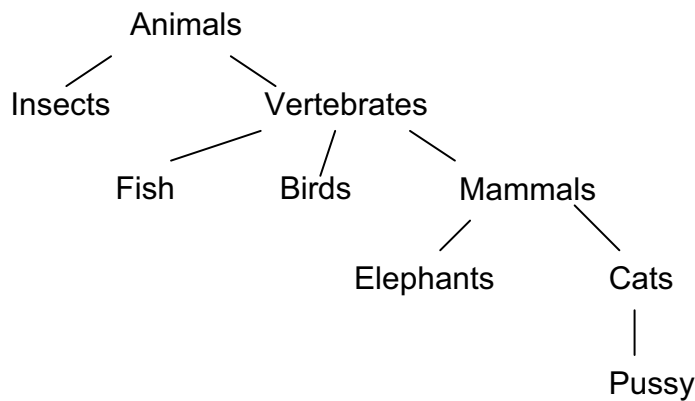 Animals
Insects Vertebrates
Fish Birds Mammals
Elephants Cats
Pussy